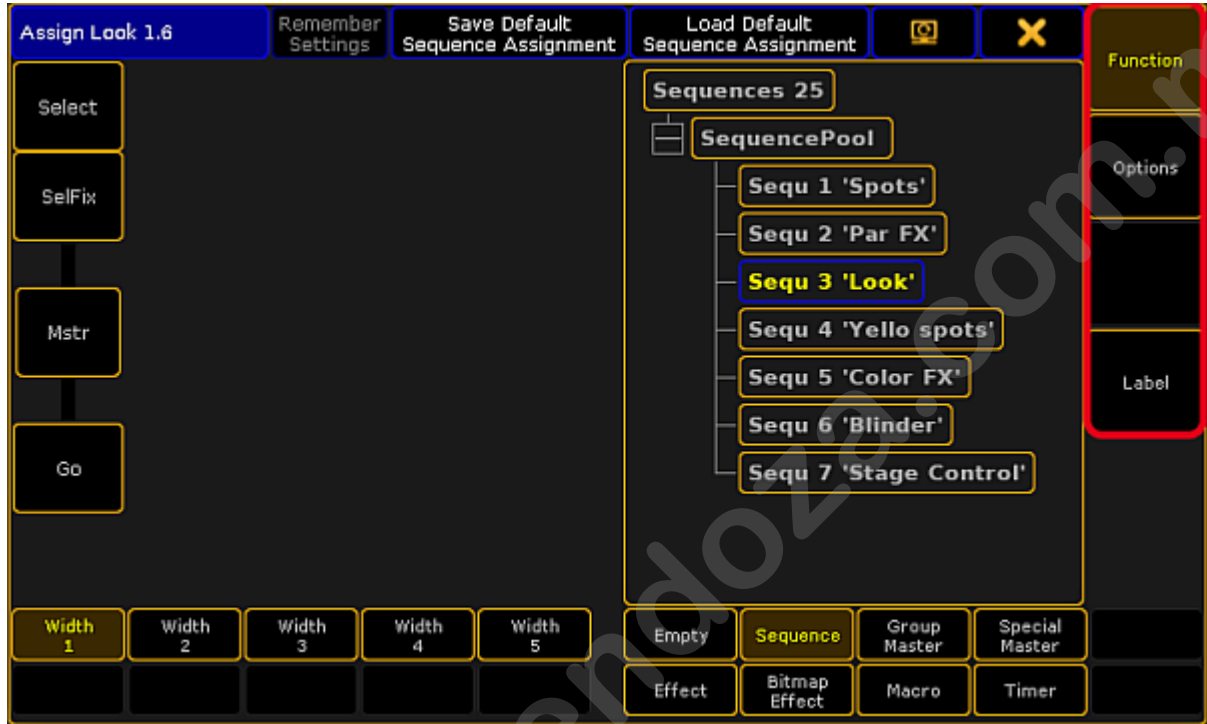 Assign Look 1.6
Remember
Settings
Save Default
Sequence Assignment
Load Default
Sequence Assignment
Function
Select
SelFix
Mstr
Go
Sequences 25
SequencePool
Sequ 1 'Spots'
Sequ 2 'Par FX'
Sequ 3 'Look'
Sequ 4 'Yello spots'
Sequ 5 'Color FX'
Sequ 6 'Blinder'
Sequ 7 'Stage Control'
Options
Label
Width
1
Width
2
Width
3
Width
4
Width
5
Empty
Sequence
Group
Master
Special
Master
Effect
Bitmap
Effect
Macro
Timer